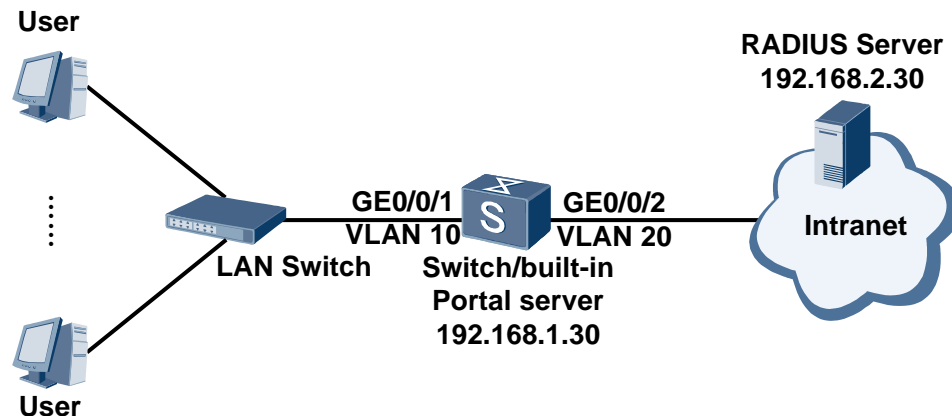 User
RADIUS Server
192.168.2.30
GE0/0/1
GE0/0/2
S
Intranet
VLAN 10
VLAN 20
LAN Switch
Switch/built-in
Portal server
192.168.1.30
User